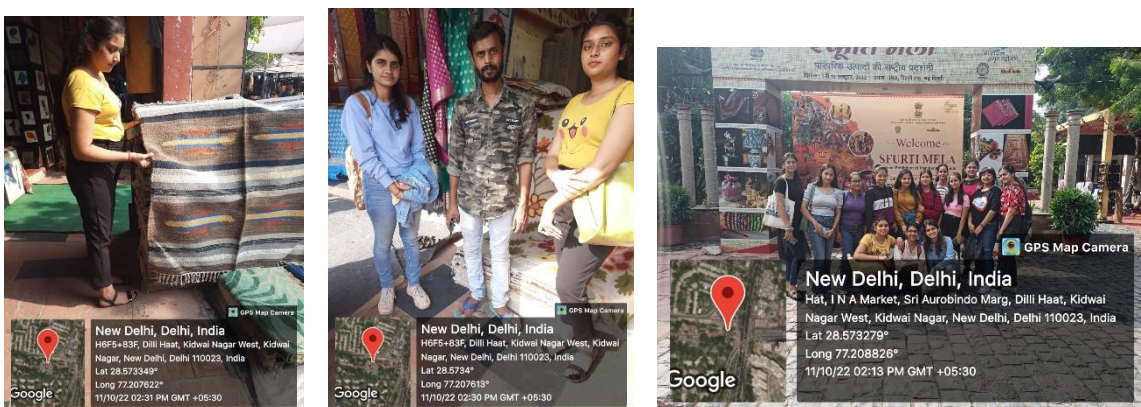 GPS Map Camera
New Delhi, Delhi, India
H6F5+83F, Dilli Haat, Kidwai Nagar West, Kidwai
Nagar, New Delhi, Delhi 110023, India
Lat 28.573349°
Long 77.207622°
11/10/22 02:31 PM GMT +05:30
Google
GPS Map Camera
New Delhi, Delhi, India
H6F5+83F, Dilli Haat, Kidwai Nagar West, Kidwai
Nagar, New Delhi, Delhi 110023, India
Lat 28.5734°
Long 77.207613°
11/10/22 02:30 PM GMT +05:30
Google
पारंपरिक उत्पादों की राष्ट्रीय प्रदर्शनी
Welcome
SFURTI MELA
GPS Map Camera
New Delhi, Delhi, India
Hat, I N A Market, Sri Aurobindo Marg, Dilli Haat, Kidwai
Nagar West, Kidwai Nagar, New Delhi, Delhi 110023, India
Lat 28.573279°
Long 77.208826°
11/10/22 02:13 PM GMT +05:30
Google